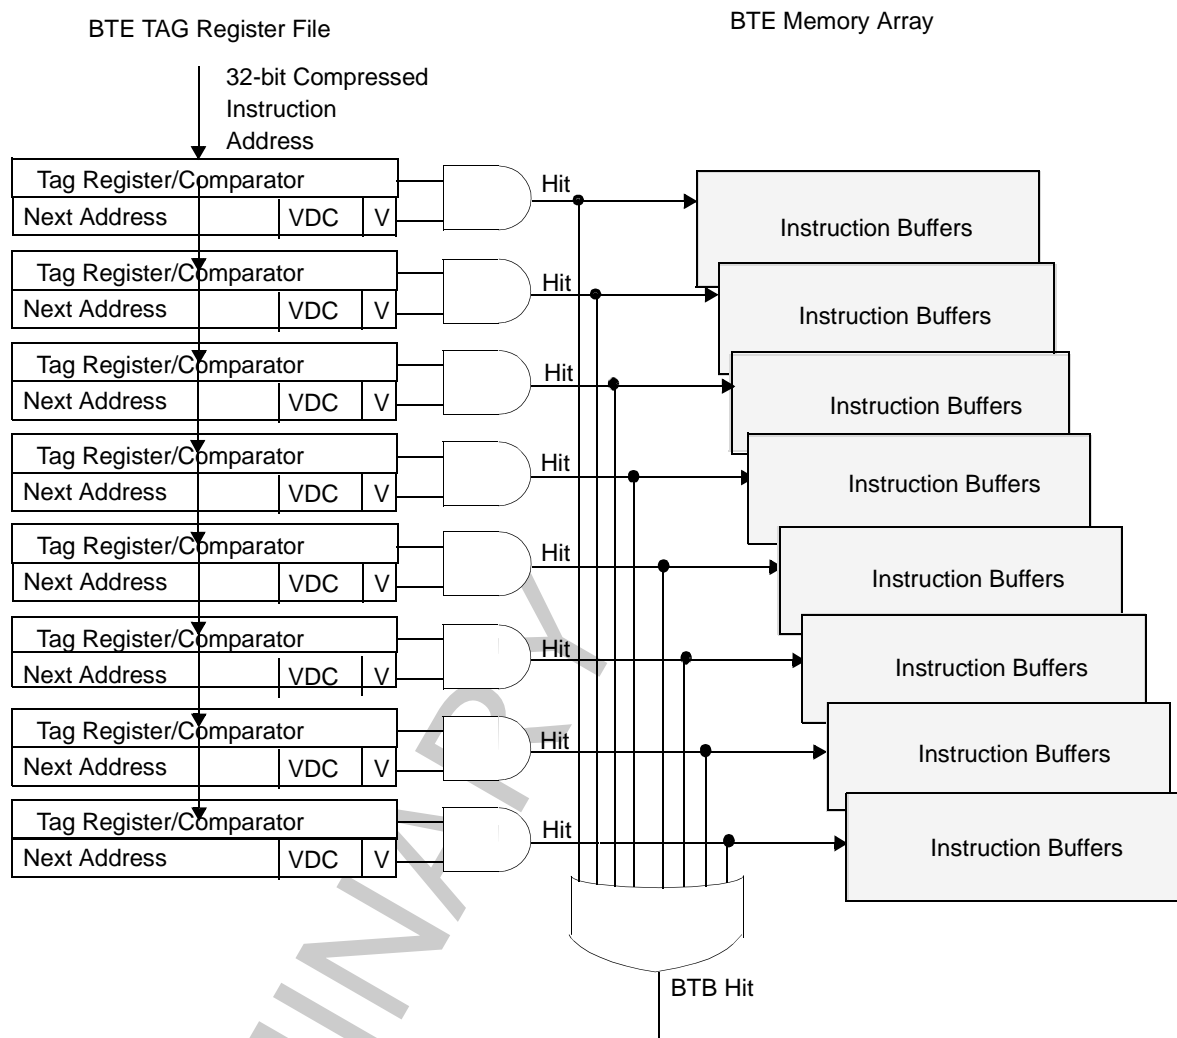 BTE TAG Register File
BTE Memory Array
32-bit Compressed
Instruction
Address
Tag Register/Comparator
Next Address VDC V
Hit
Instruction Buffers
Tag Register/Comparator
Next Address VDC V
Hit
Instruction Buffers
Tag Register/Comparator
Next Address VDC V
Hit
Instruction Buffers
Tag Register/Comparator
Next Address VDC V
Hit
Instruction Buffers
Tag Register/Comparator
Next Address VDC V
Hit
Instruction Buffers
Tag Register/Comparator
Next Address VDC V
Hit
Instruction Buffers
Tag Register/Comparator
Next Address VDC V
Hit
Instruction Buffers
Tag Register/Comparator
Next Address VDC V
Hit
Instruction Buffers
BTB Hit
INARY